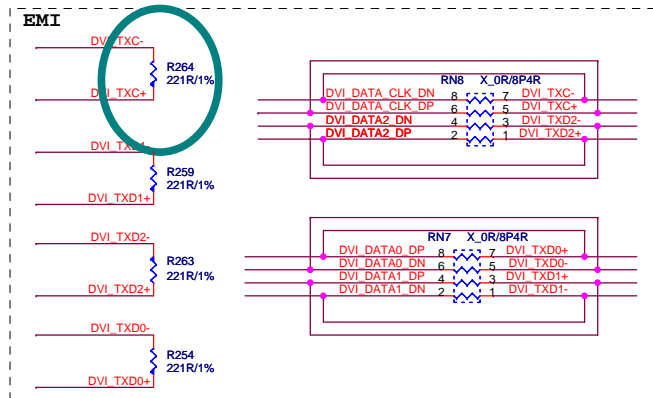 EMI
DVI_TXC-
R264
221R/1%
DVI_TXC+
DVI_TXD1-
R259
221R/1%
DVI_TXD1+
DVI_TXD2-
R263
221R/1%
DVI_TXD2+
DVI_TXD0-
R254
221R/1%
DVI_TXD0+
RN8 X_0R/8P4R
DVI_DATA_CLK_DN 8 7 DVI_TXC-
DVI_DATA_CLK_DP 6 5 DVI_TXC+
DVI_DATA2_DN 4 3 DVI_TXD2-
DVI_DATA2_DP 2 1 DVI_TXD2+
RN7 X_0R/8P4R
DVI_DATA0_DP 8 7 DVI_TXD0+
DVI_DATA0_DN 6 5 DVI_TXD0-
DVI_DATA1_DP 4 3 DVI_TXD1+
DVI_DATA1_DN 2 1 DVI_TXD1-